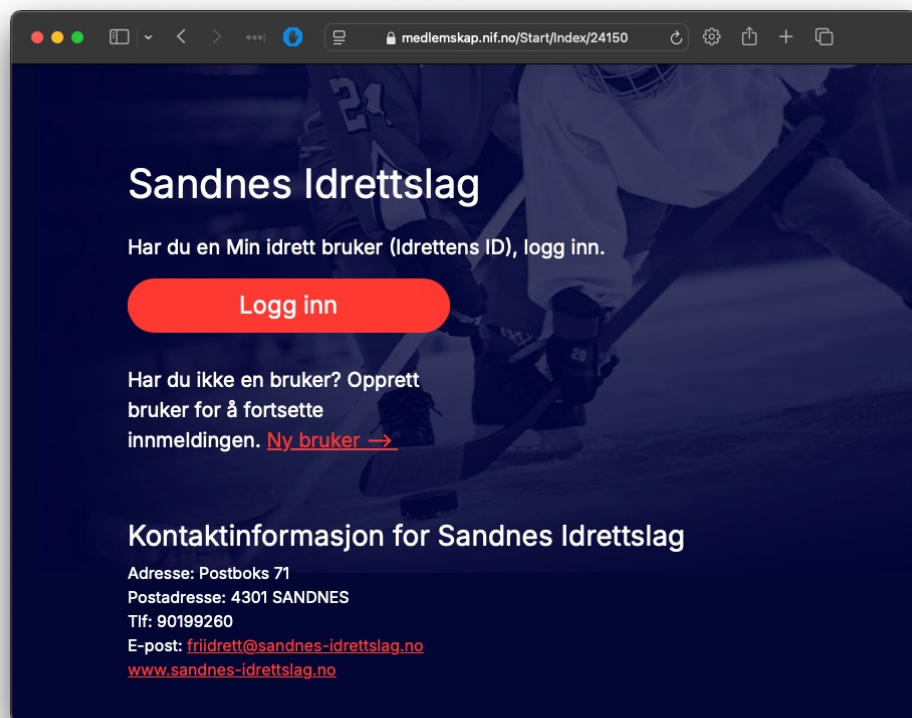 medlemskap.nif.no/Start/Index/24150
21
Sandnes Idrettslag
Har du en Min idrett bruker (Idrettens ID), logg inn.
Logg inn
28
Har du ikke en bruker? Opprett
bruker for å fortsette
innmeldingen. Ny bruker →
Kontaktinformasjon for Sandnes Idrettslag
Adresse: Postboks 71
Postadresse: 4301 SANDNES
Tlf: 90199260
E-post: friidrett@sandnes-idrettslag.no
www.sandnes-idrettslag.no